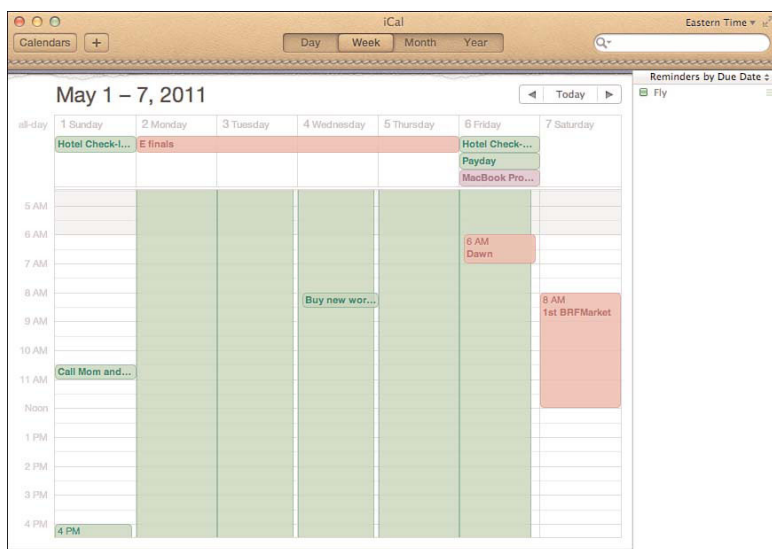 iCal
Eastern Time
Calendars + Day Week Month Year
Reminders by Due Date
Fly
May 1 – 7, 2011
Today
all-day 1 Sunday 2 Monday 3 Tuesday 4 Wednesday 5 Thursday 6 Friday 7 Saturday
Hotel Check-I... E finals Hotel Check-...
Payday
MacBook Pro...
5 AM
6 AM
6 AM
Dawn
7 AM
8 AM
Buy new wor...
8 AM
1st BRFMarket
9 AM
10 AM
Call Mom and...
11 AM
Noon
1 PM
2 PM
3 PM
4 PM
4 PM